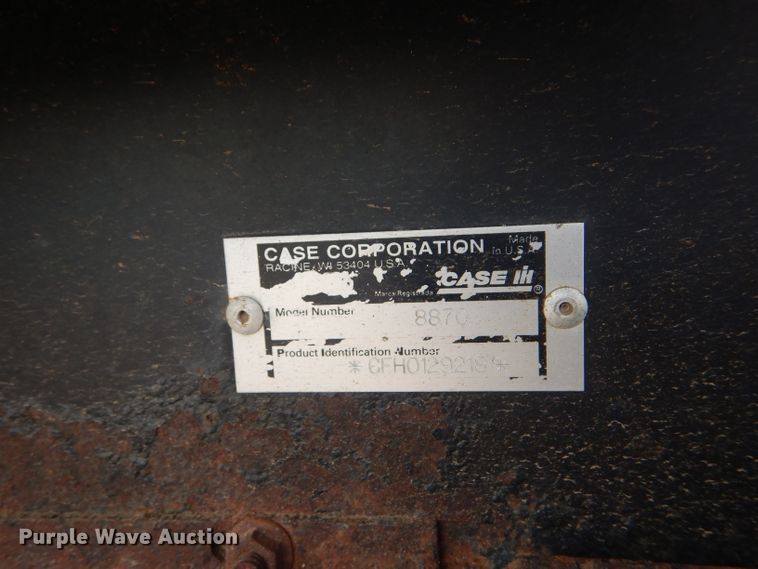 CASE CORPORATION
Made
in U.S.A.
RACINE, WI 53404 U.S.A.
CASE IH
Marca Registrada
®
Model Number
8870
Product Identification Number
*CFH0129219*
Purple Wave Auction